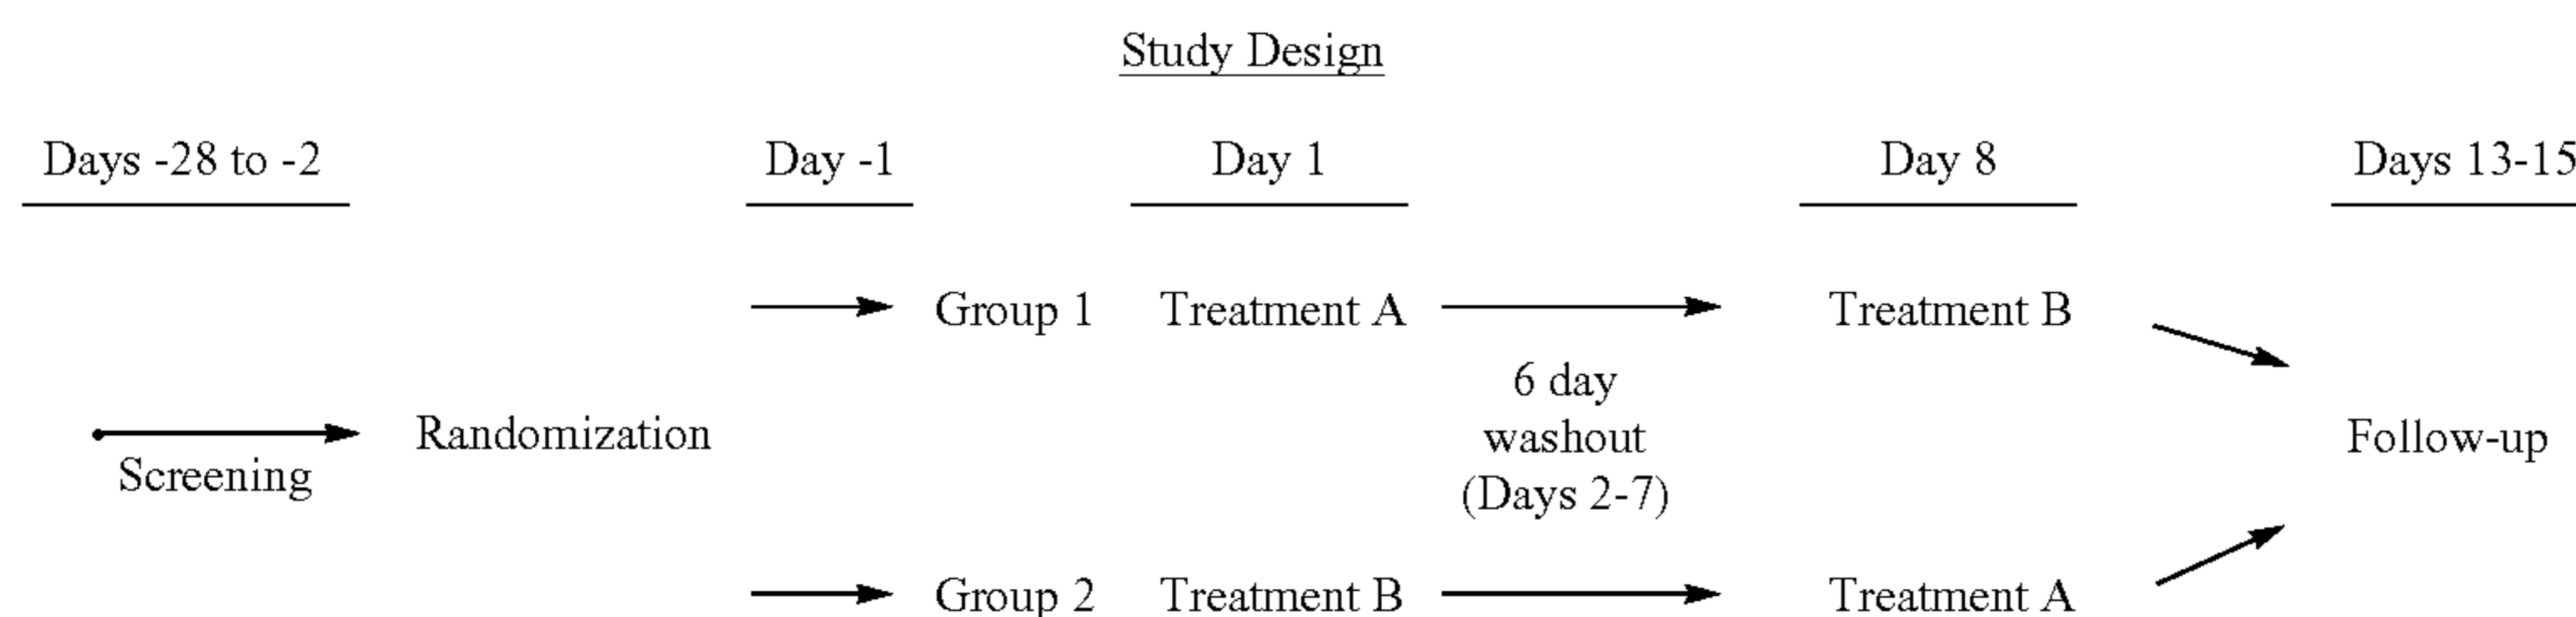 Study Design
Days -28 to -2 Day -1 Day 1 Day 8 Days 13-15
Group 1 Treatment A Treatment B
6 day
washout
(Days 2-7)
Randomization Follow-up
Screening
Group 2 Treatment B Treatment A